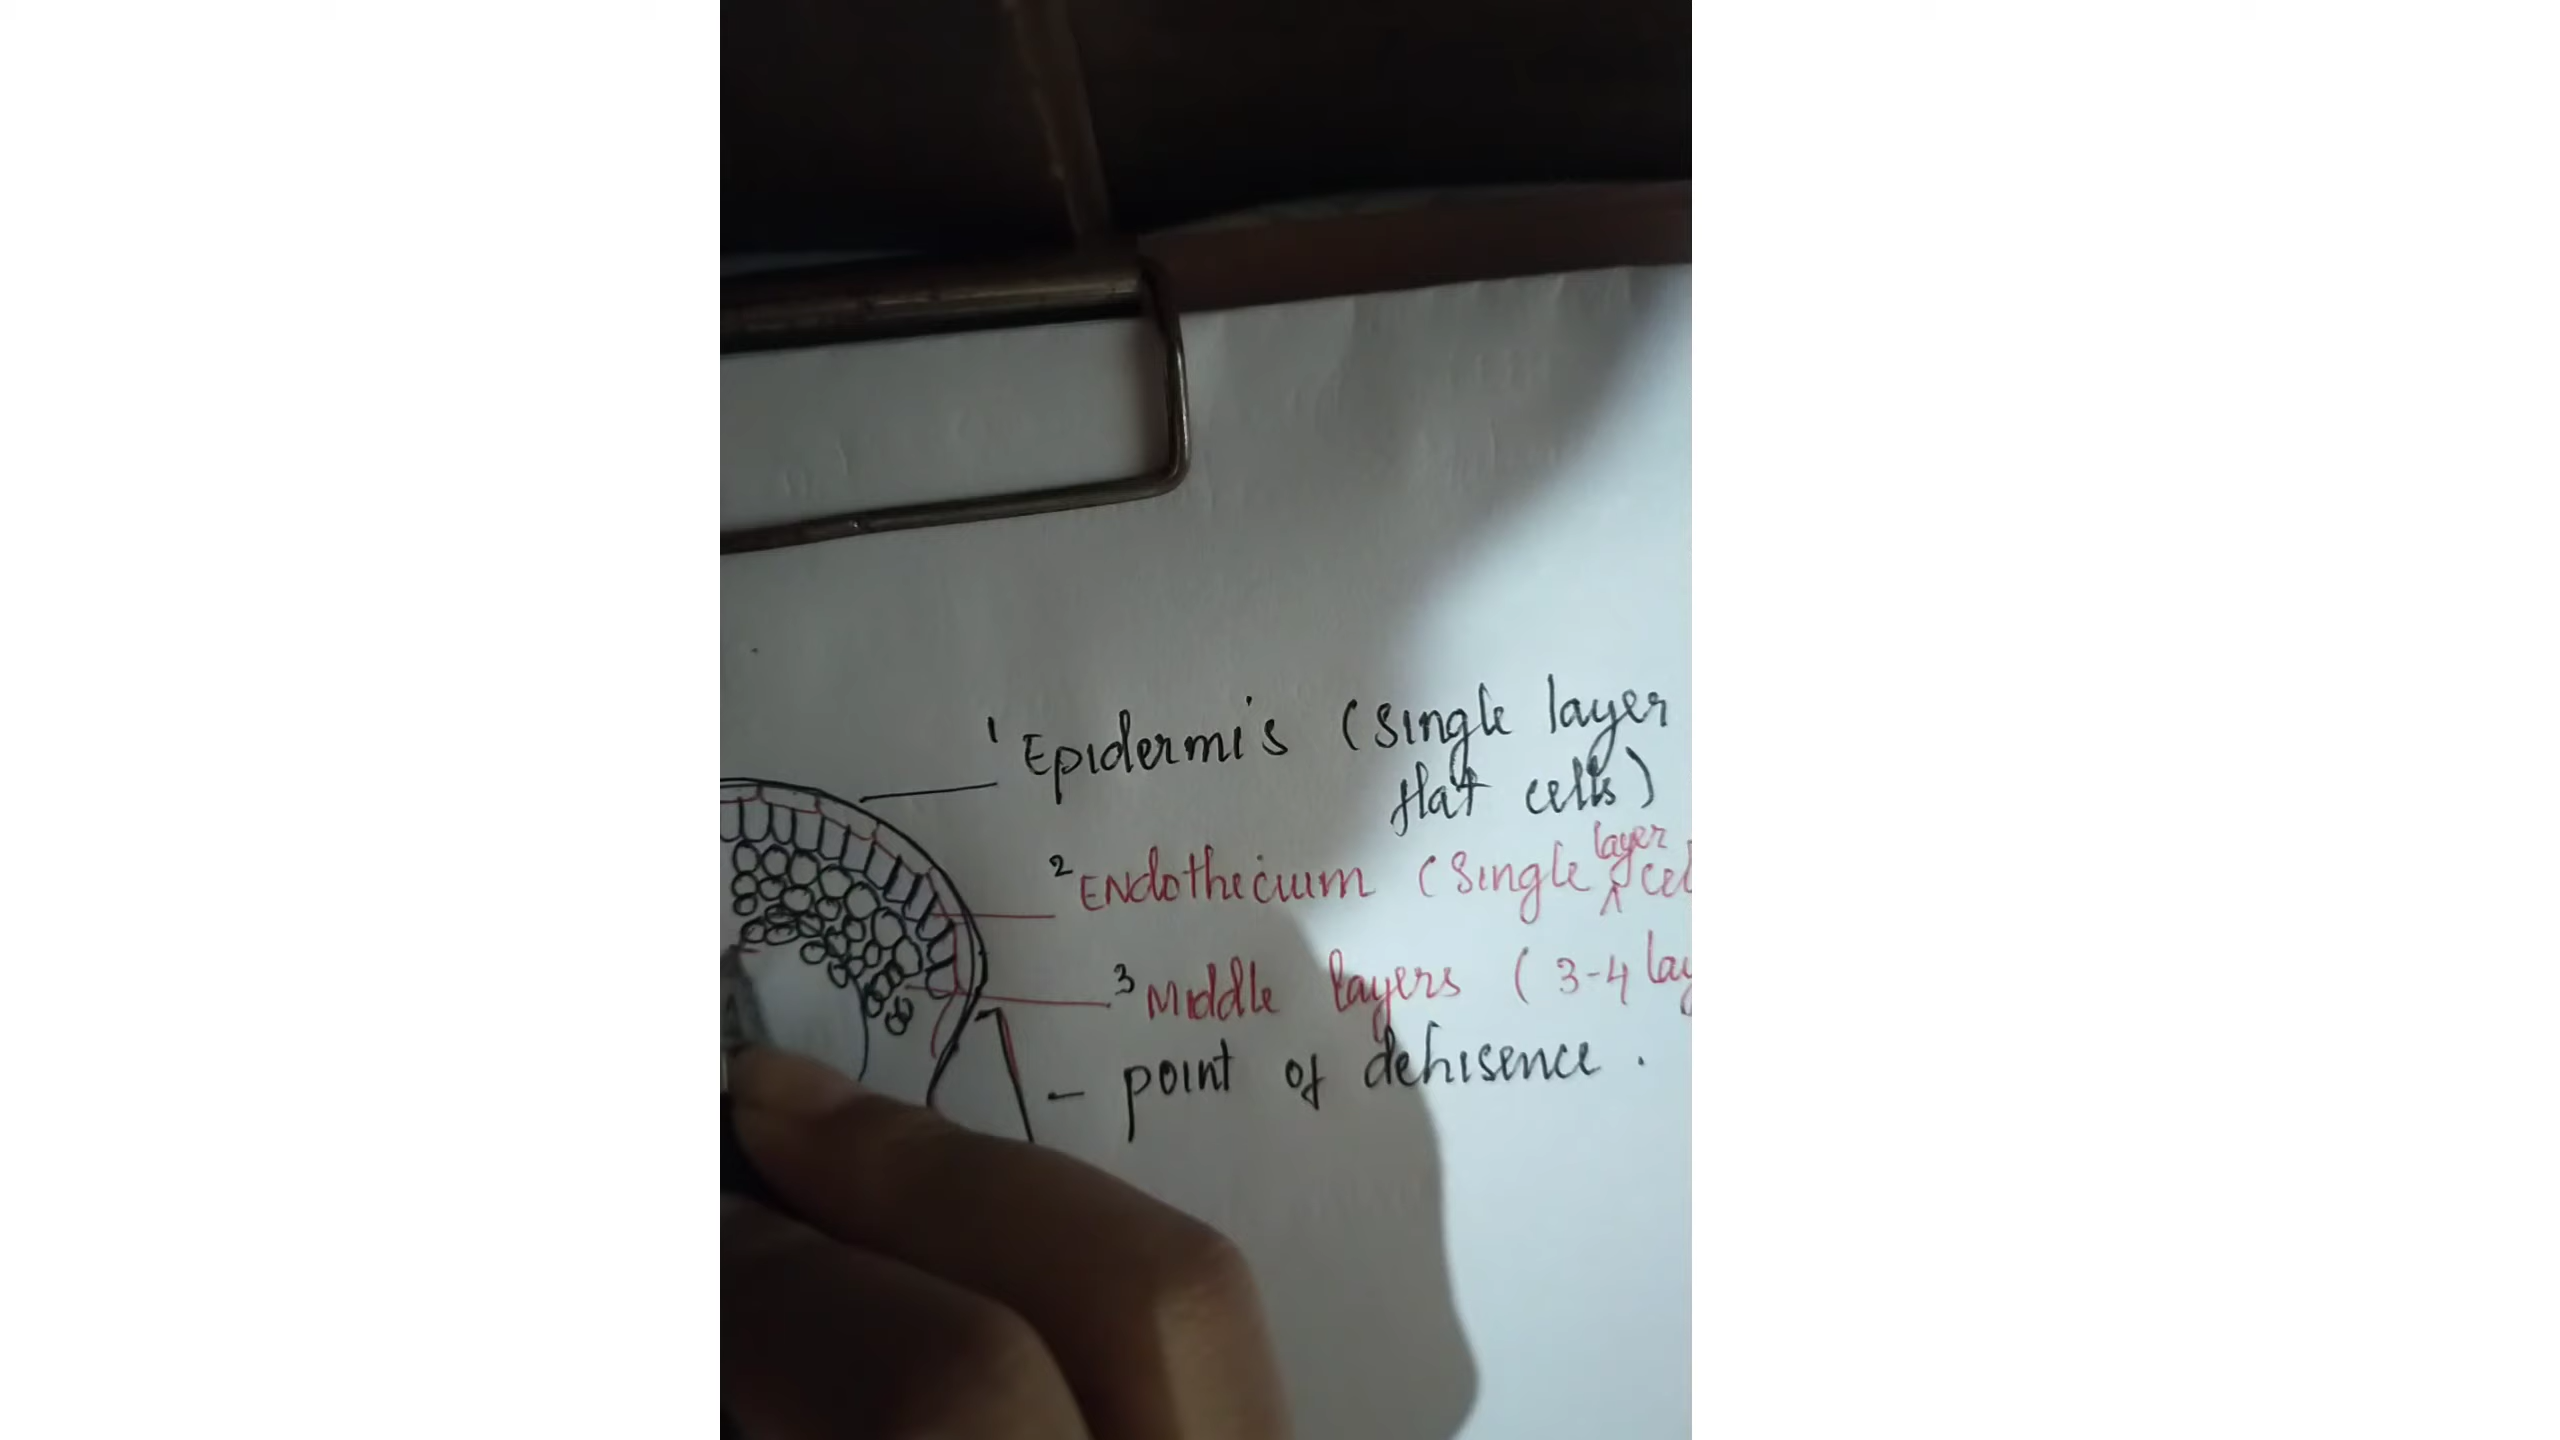 1 Epidermis (single layer
flat cells)
layer
2 Endothecium (Single ^
3 Middle layers ( 3-4
- point of dehisence .